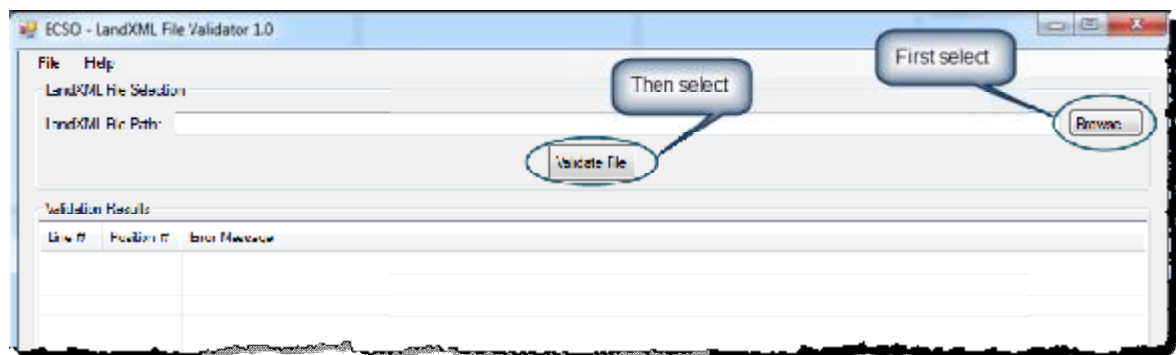 ECSO - LandXML File Validator 1.0
File Help
First select
Then select
LandXML File Selection
LandXML File Path:
Browse...
Validate File
Validation Results
Line # Position # Error Message